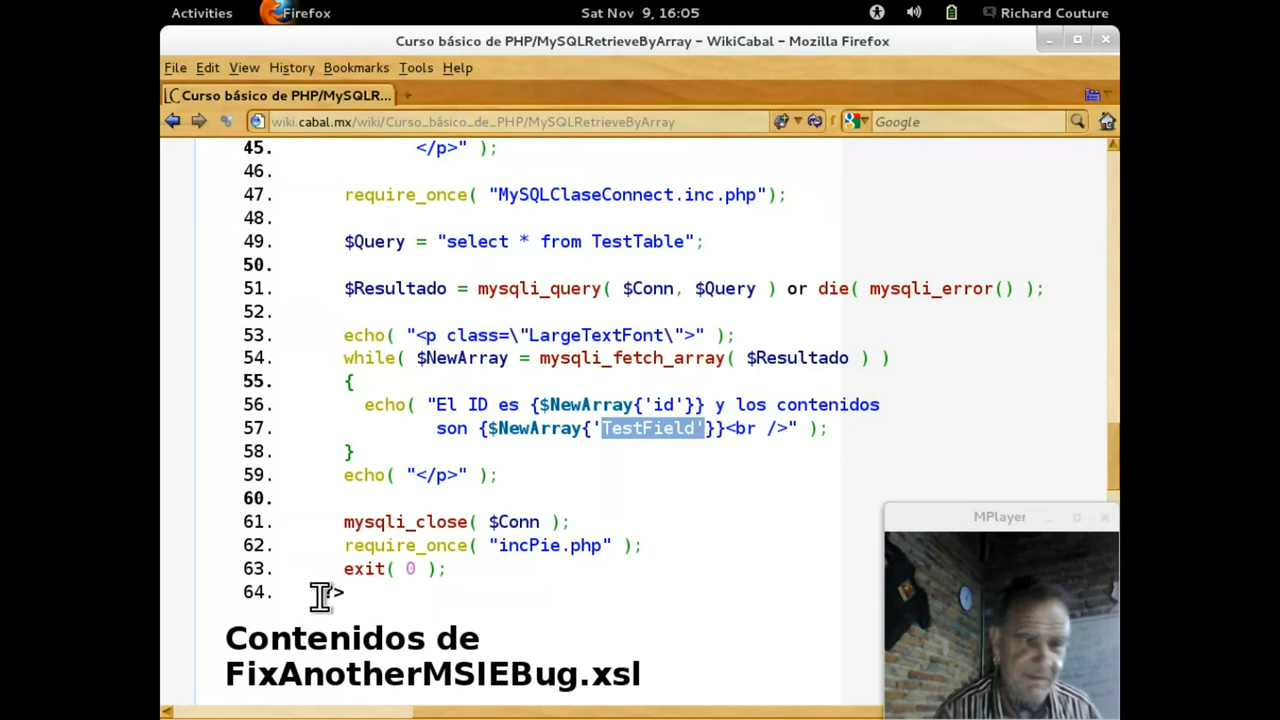 Activities Firefox Sat Nov 9, 16:05 Richard Couture
Curso básico de PHP/MySQLRetrieveByArray – WikiCabal – Mozilla Firefox
File Edit View History Bookmarks Tools Help
Curso básico de PHP/MySQLR...
wiki.cabal.mx/wiki/Curso_básico_de_PHP/MySQLRetrieveByArray Google
45. </p>" );
46.
47. require_once( "MySQLClaseConnect.inc.php");
48.
49. $Query = "select * from TestTable";
50.
51. $Resultado = mysqli_query( $Conn, $Query ) or die( mysqli_error() );
52.
53. echo( "<p class=\"LargeTextFont\">" );
54. while( $NewArray = mysqli_fetch_array( $Resultado ) )
55. {
56. echo( "El ID es {$NewArray{'id'}} y los contenidos
57. son {$NewArray{'TestField'}}<br />" );
58. }
59. echo( "</p>" );
60.
61. mysqli_close( $Conn );
62. require_once( "incPie.php" );
63. exit( 0 );
64. ?>
Contenidos de
FixAnotherMSIEBug.xsl
MPlayer